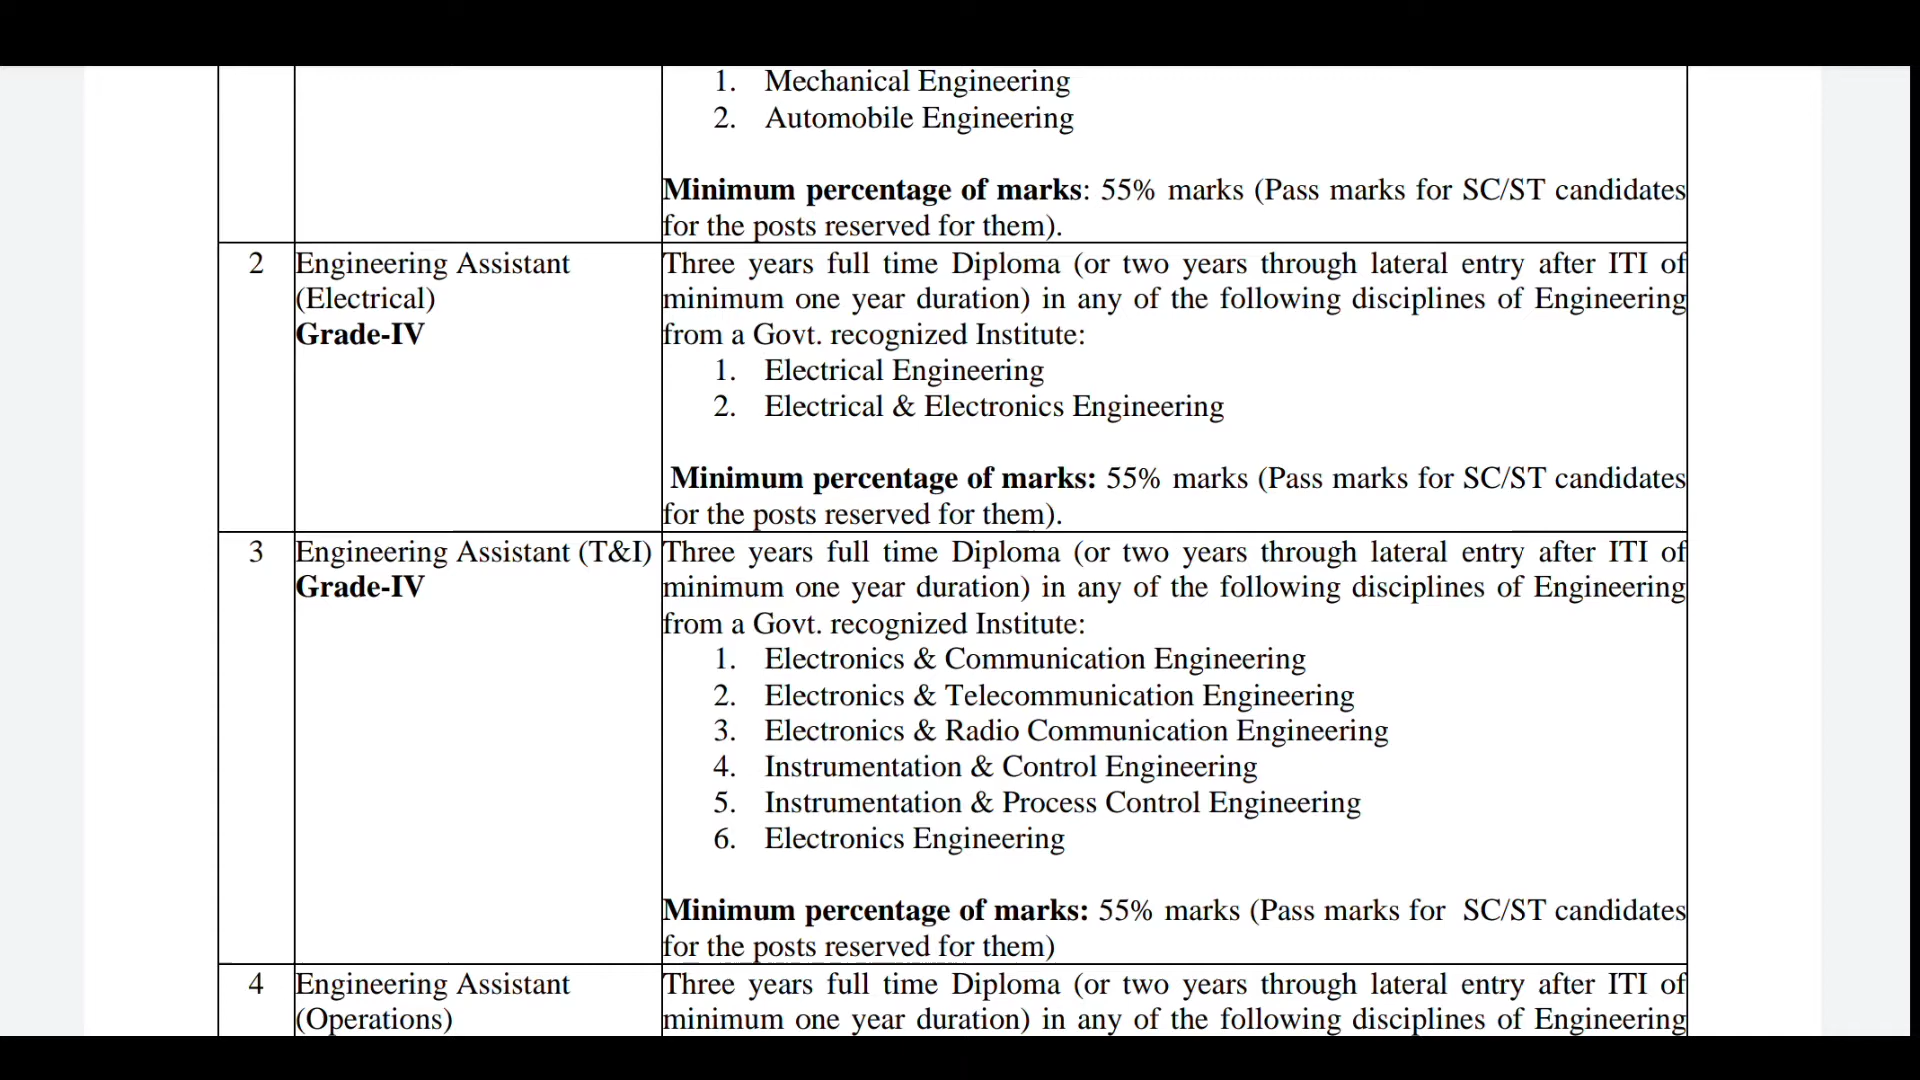 1. Mechanical Engineering
2. Automobile Engineering
Minimum percentage of marks: 55% marks (Pass marks for SC/ST candidates
for the posts reserved for them).
2
Engineering Assistant
(Electrical)
Grade-IV
Three years full time Diploma (or two years through lateral entry after ITI of
minimum one year duration) in any of the following disciplines of Engineering
from a Govt. recognized Institute:
1. Electrical Engineering
2. Electrical & Electronics Engineering
Minimum percentage of marks: 55% marks (Pass marks for SC/ST candidates
for the posts reserved for them).
3
Engineering Assistant (T&I)
Grade-IV
Three years full time Diploma (or two years through lateral entry after ITI of
minimum one year duration) in any of the following disciplines of Engineering
from a Govt. recognized Institute:
1. Electronics & Communication Engineering
2. Electronics & Telecommunication Engineering
3. Electronics & Radio Communication Engineering
4. Instrumentation & Control Engineering
5. Instrumentation & Process Control Engineering
6. Electronics Engineering
Minimum percentage of marks: 55% marks (Pass marks for SC/ST candidates
for the posts reserved for them)
4
Engineering Assistant
(Operations)
Three years full time Diploma (or two years through lateral entry after ITI of
minimum one year duration) in any of the following disciplines of Engineering